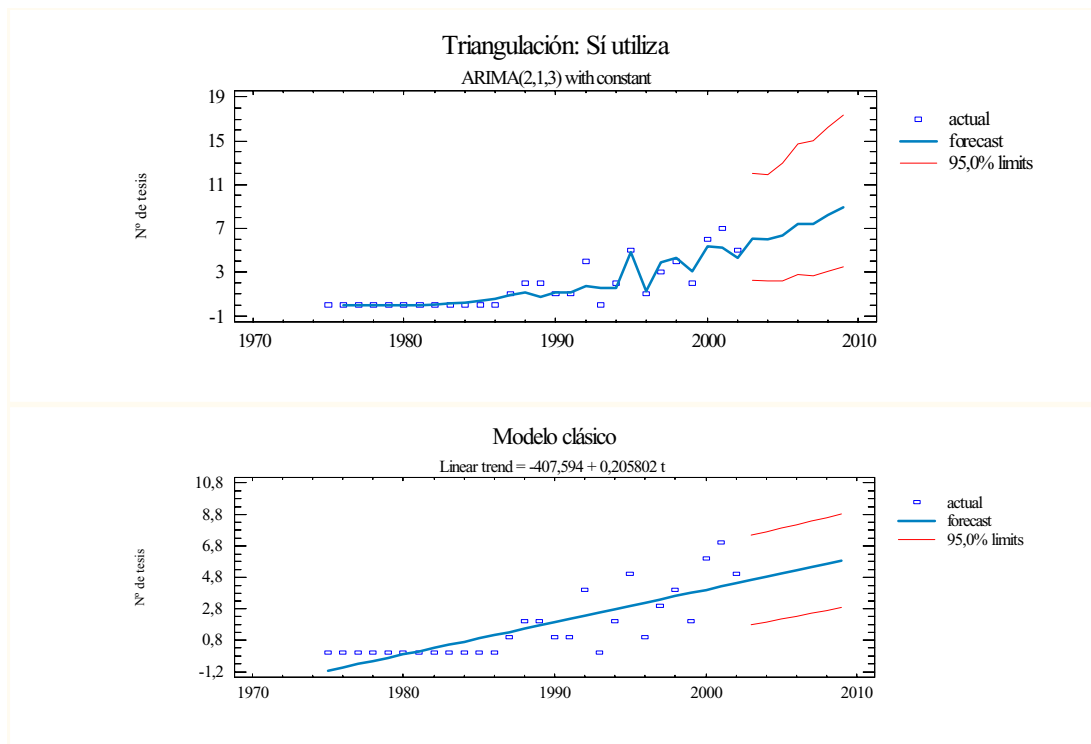 Triangulación: Sí utiliza
ARIMA(2,1,3) with constant
Nº de tesis
19
15
11
7
3
-1
1970 1980 1990 2000 2010
actual
forecast
95,0% limits
Modelo clásico
Linear trend = -407,594 + 0,205802 t
Nº de tesis
10,8
8,8
6,8
4,8
2,8
0,8
-1,2
1970 1980 1990 2000 2010
actual
forecast
95,0% limits